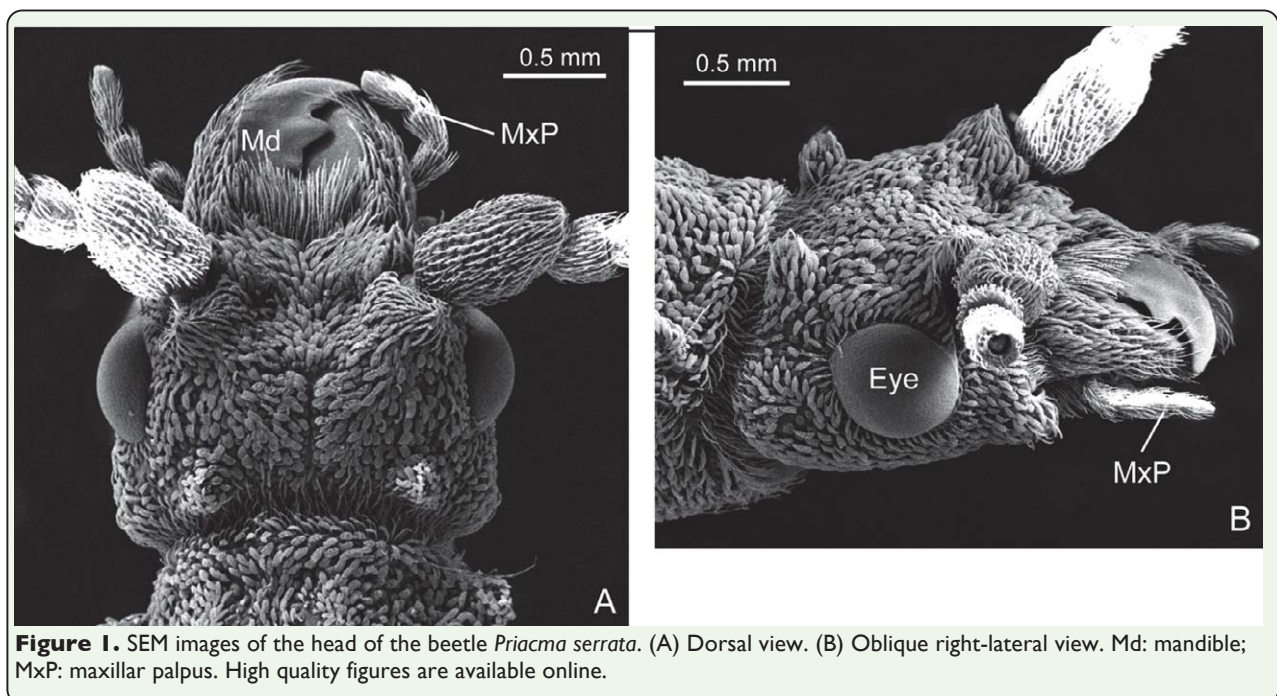 0.5 mm
Md
MxP
A
0.5 mm
Eye
MxP
B
Figure 1. SEM images of the head of the beetle Priacma serrata. (A) Dorsal view. (B) Oblique right-lateral view. Md: mandible;
MxP: maxillar palpus. High quality figures are available online.